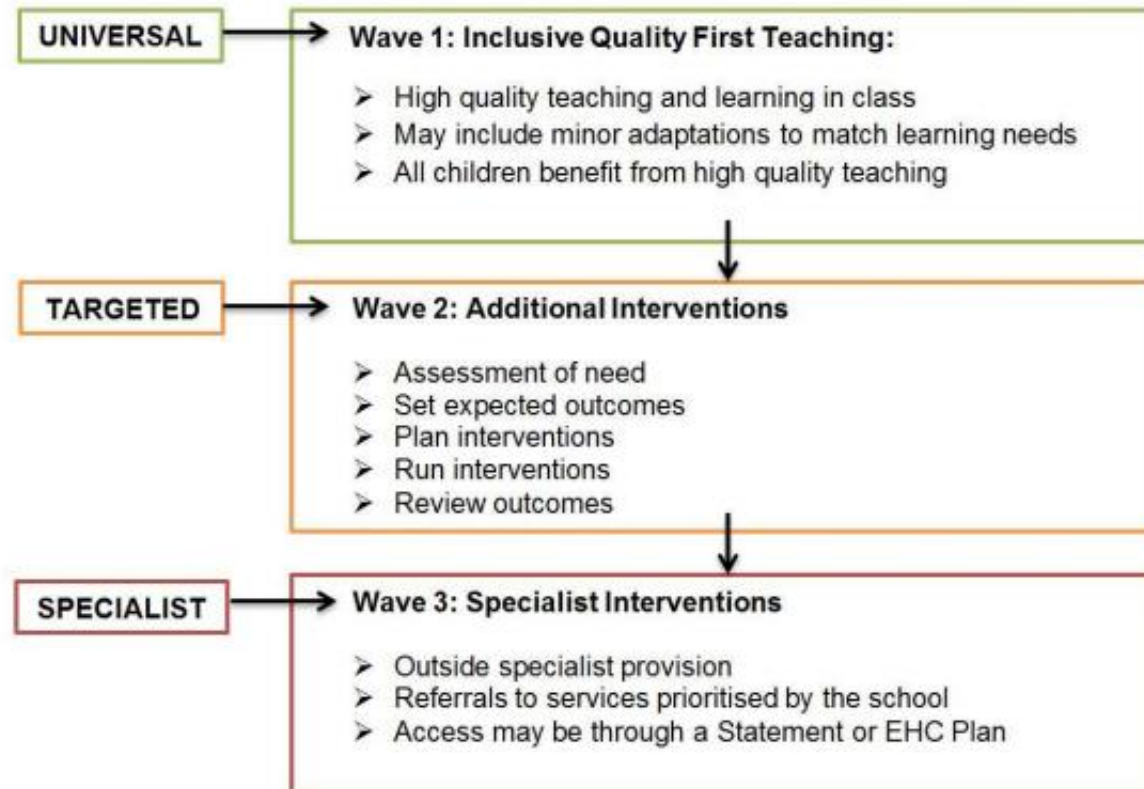 UNIVERSAL
Wave 1: Inclusive Quality First Teaching:
➢ High quality teaching and learning in class
➢ May include minor adaptations to match learning needs
➢ All children benefit from high quality teaching
TARGETED
Wave 2: Additional Interventions
➢ Assessment of need
➢ Set expected outcomes
➢ Plan interventions
➢ Run interventions
➢ Review outcomes
SPECIALIST
Wave 3: Specialist Interventions
➢ Outside specialist provision
➢ Referrals to services prioritised by the school
➢ Access may be through a Statement or EHC Plan